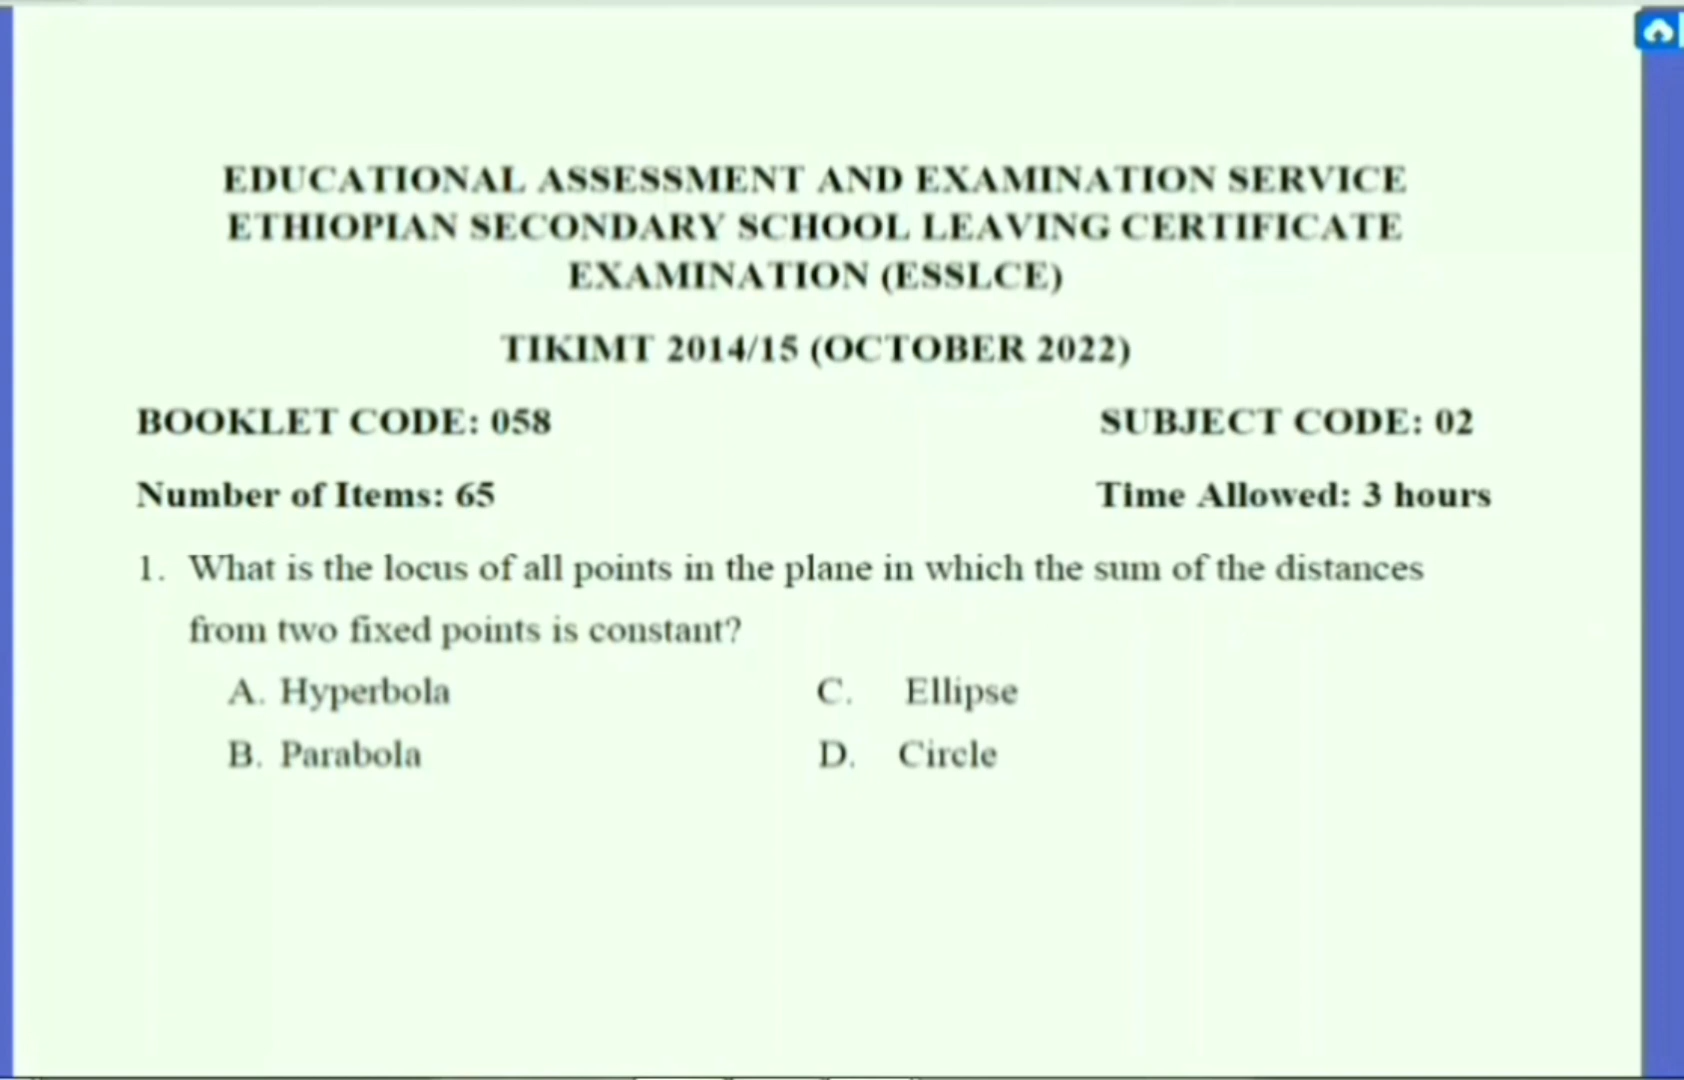 EDUCATIONAL ASSESSMENT AND EXAMINATION SERVICE
ETHIOPIAN SECONDARY SCHOOL LEAVING CERTIFICATE
EXAMINATION (ESSLCE)
TIKIMT 2014/15 (OCTOBER 2022)
BOOKLET CODE: 058 SUBJECT CODE: 02
Number of Items: 65 Time Allowed: 3 hours
1. What is the locus of all points in the plane in which the sum of the distances
from two fixed points is constant?
A. Hyperbola C. Ellipse
B. Parabola D. Circle